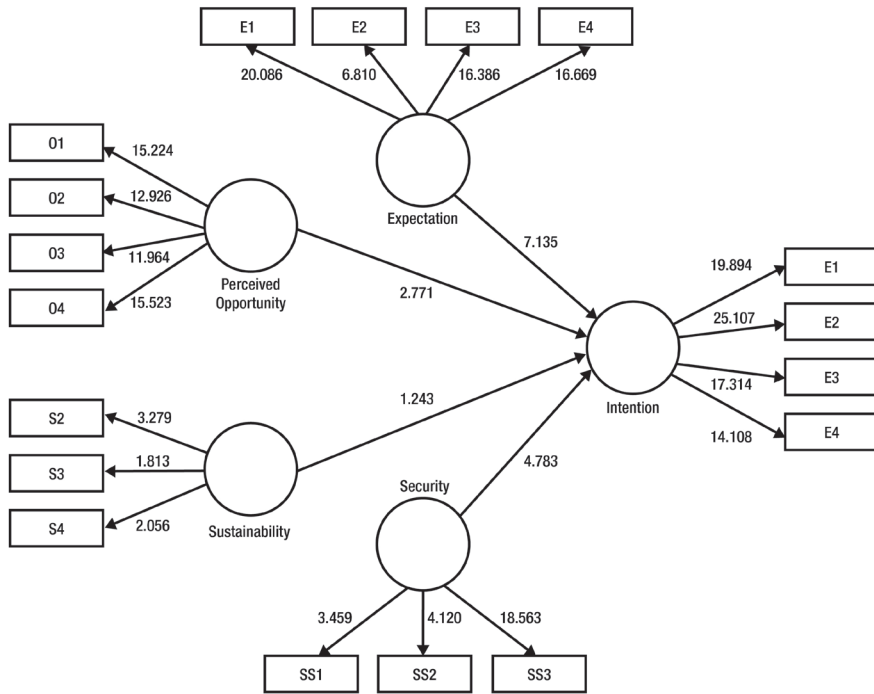 E1
E2
E3
E4
20.086
6.810
16.386
16.669
Expectation
O1
O2
O3
O4
15.224
12.926
11.964
15.523
Perceived
Opportunity
7.135
2.771
1.243
4.783
19.894
25.107
17.314
14.108
E1
E2
E3
E4
Intention
S2
S3
S4
3.279
1.813
2.056
Sustainability
Security
3.459
4.120
18.563
SS1
SS2
SS3